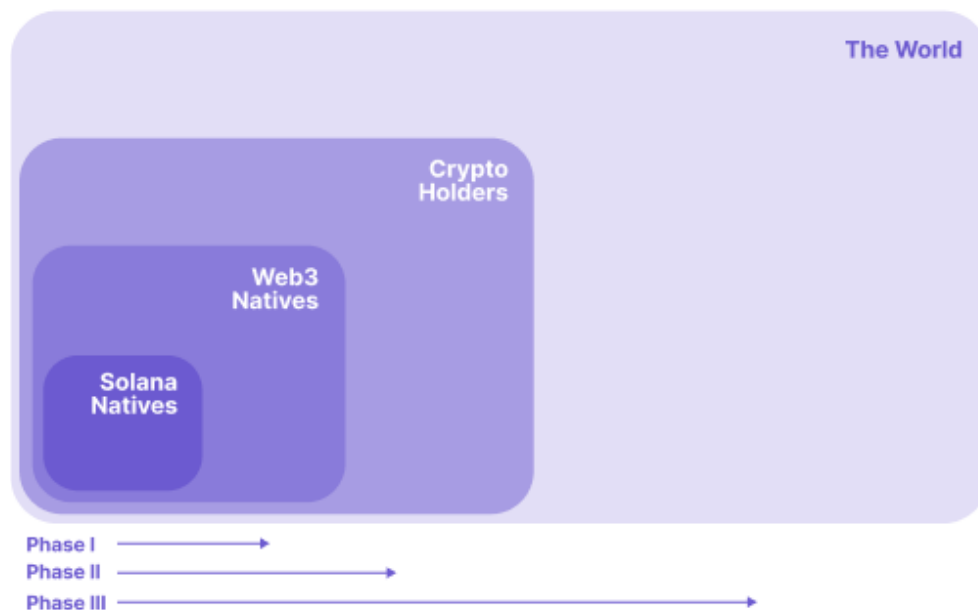 The World
Crypto
Holders
Web3
Natives
Solana
Natives
Phase I
Phase II
Phase III